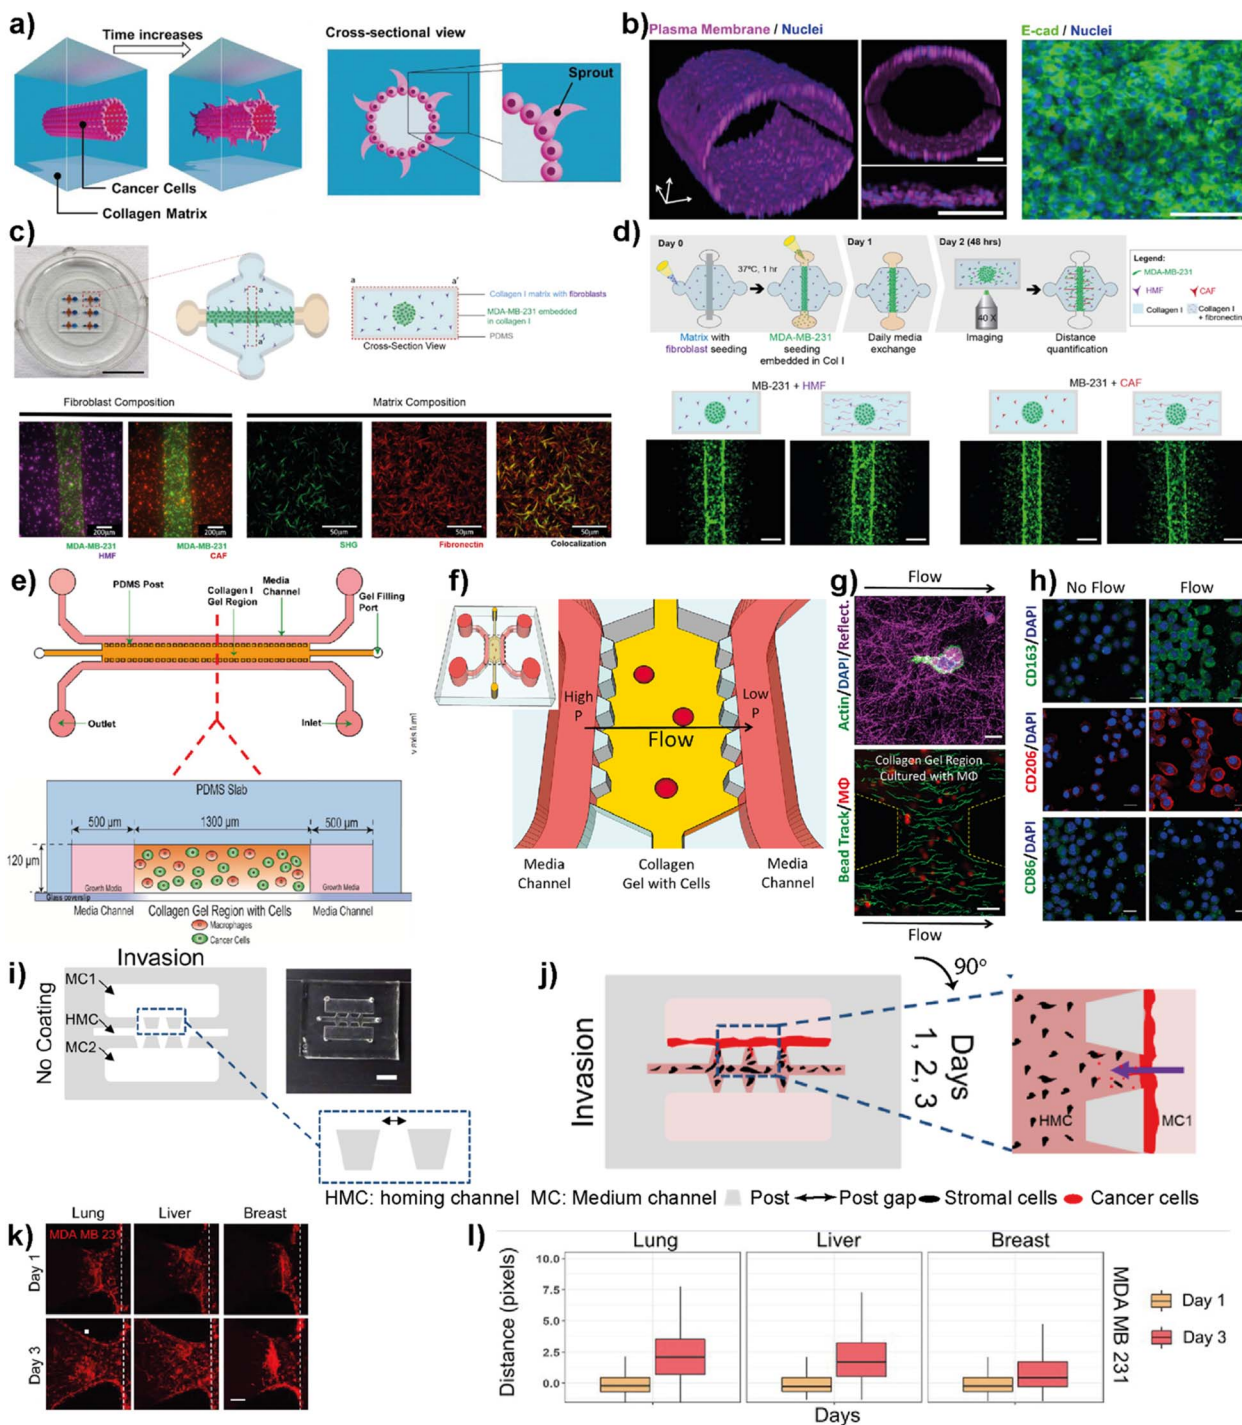 a)
Time increases
Cancer Cells
Collagen Matrix
Cross-sectional view
Sprout
b)
Plasma Membrane / Nuclei
E-cad / Nuclei
c)
a
a'
a
a'
Collagen I matrix with fibroblasts
MDA-MB-231 embedded
in collagen I
PDMS
Cross-Section View
Fibroblast Composition
Matrix Composition
200μm
200μm
50μm
50μm
50μm
MDA-MB-231
HMF
MDA-MB-231
CAF
SHG
Fibronectin
Colocalization
d)
Day 0
Day 1
Day 2 (48 hrs)
37ºC, 1 hr
40 X
Matrix with
fibroblast seeding
MDA-MB-231
seeding
embedded in Col I
Daily media
exchange
Imaging
Distance
quantification
Legend:
MDA-MB-231
HMF
CAF
Collagen I
Collagen I
+ fibronectin
MB-231 + HMF
MB-231 + CAF
e)
PDMS Post
Collagen I
Gel Region
Media
Channel
Gel Filling
Port
Outlet
Inlet
PDMS Slab
500 μm
1300 μm
500 μm
120 μm
Growth Media
Growth Media
Glass coverslip
Media Channel
Collagen Gel Region with Cells
Media Channel
Macrophages
Cancer Cells
f)
High
P
Low
P
Flow
Media
Channel
Collagen
Gel with Cells
Media
Channel
g)
Flow
Actin/DAPI/Reflect.
Collagen Gel Region
Cultured with MΦ
Bead Track/MΦ
Flow
h)
No Flow
Flow
CD163/DAPI
CD206/DAPI
CD86/DAPI
i)
Invasion
No Coating
MC1
HMC
MC2
j)
Invasion
90°
Days
1, 2, 3
HMC
MC1
HMC: homing channel MC: Medium channel Post Post gap Stromal cells Cancer cells
k)
Lung Liver Breast
MDA MB 231
Day 1
Day 3
l)
Lung Liver Breast
Distance (pixels)
10.0
7.5
5.0
2.5
0.0
Days
MDA MB 231
Day 1
Day 3